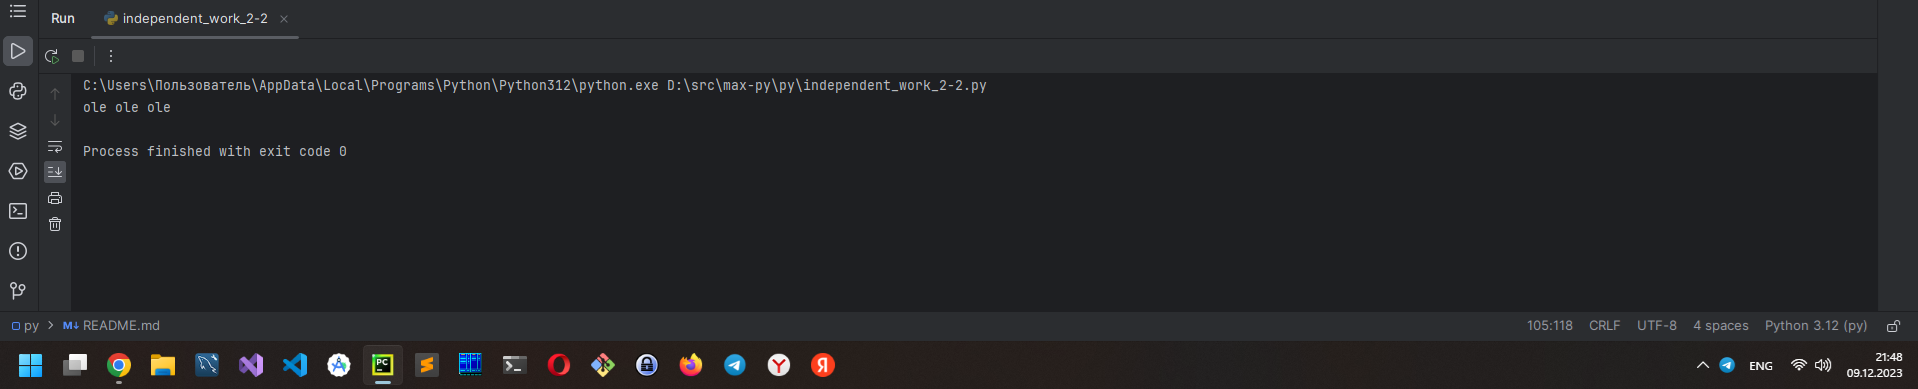 Run independent_work_2-2
C:\Users\Пользователь\AppData\Local\Programs\Python\Python312\python.exe D:\src\max-py\py\independent_work_2-2.py
ole ole ole
Process finished with exit code 0
py > M↓ README.md 105:118 CRLF UTF-8 4 spaces Python 3.12 (py)
PC Y Я ENG 21:48
09.12.2023